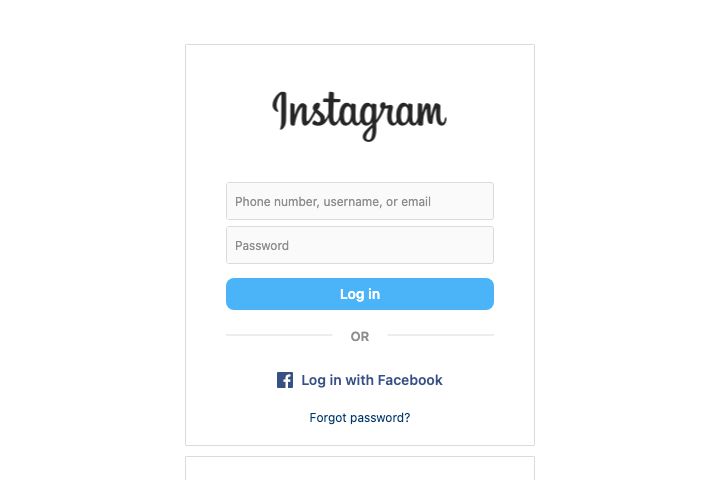 Instagram
Phone number, username, or email
Password
Log in
OR
Log in with Facebook
Forgot password?